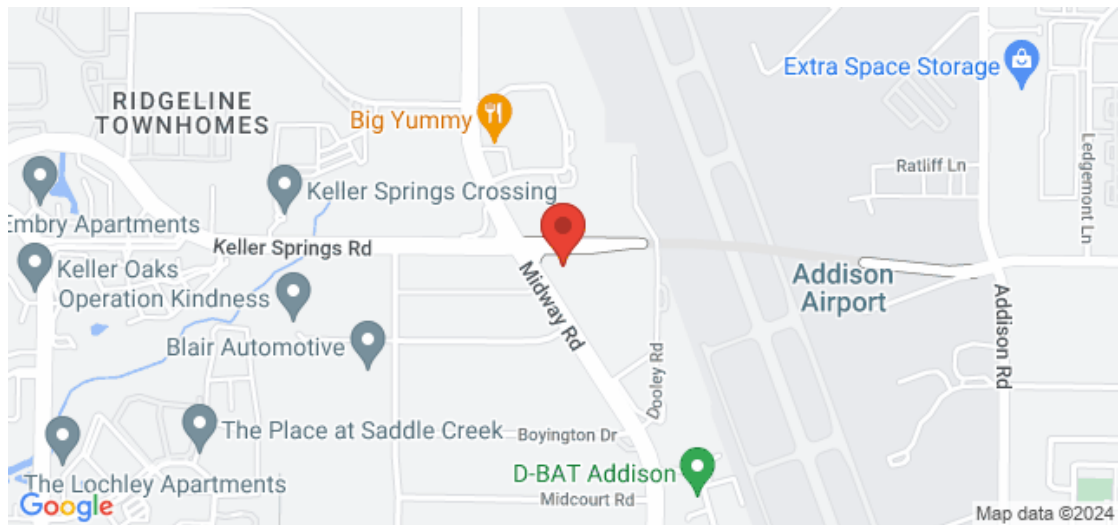 Extra Space Storage
RIDGELINE
TOWNHOMES
Big Yummy
Ledgemont Ln
Ratliff Ln
Keller Springs Crossing
Embry Apartments
Keller Springs Rd
Keller Oaks
Addison
Airport
Operation Kindness
Midway Rd
Addison Rd
Blair Automotive
Dooley Rd
The Place at Saddle Creek
Boyington Dr
D-BAT Addison
The Lochley Apartments
Midcourt Rd
Google
Map data ©2024